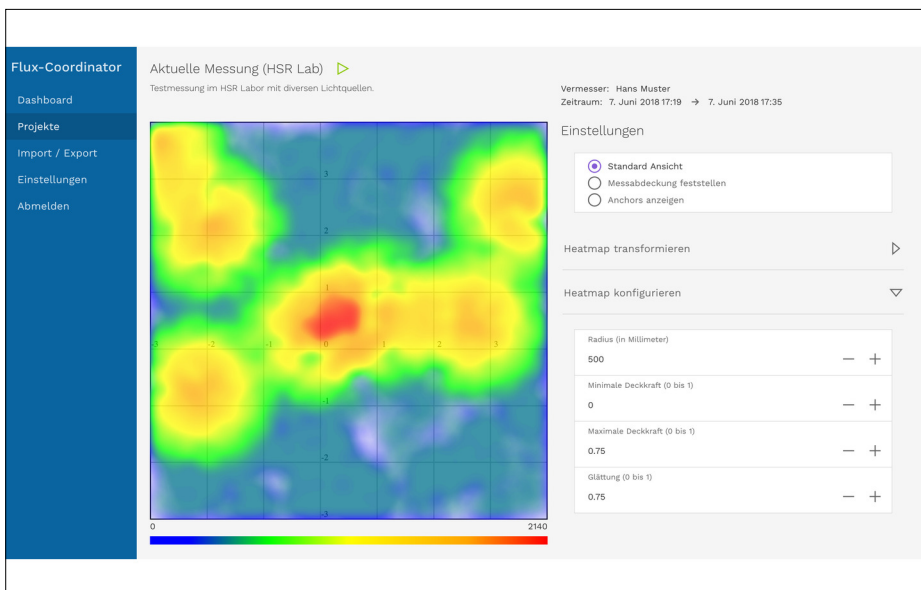 Flux-Coordinator
Dashboard
Projekte
Import / Export
Einstellungen
Abmelden
Aktuelle Messung (HSR Lab)
Testmessung im HSR Labor mit diversen Lichtquellen.
3
2
1
-3 -2 -1 0 1 2 3
-1
-2
-3
0 2140
Vermesser: Hans Muster
Zeitraum: 7. Juni 2018 17:19 → 7. Juni 2018 17:35
Einstellungen
Standard Ansicht
Messabdeckung feststellen
Anchors anzeigen
Heatmap transformieren
Heatmap konfigurieren
Radius (in Millimeter)
500 — +
Minimale Deckkraft (0 bis 1)
0 — +
Maximale Deckkraft (0 bis 1)
0.75 — +
Glättung (0 bis 1)
0.75 — +